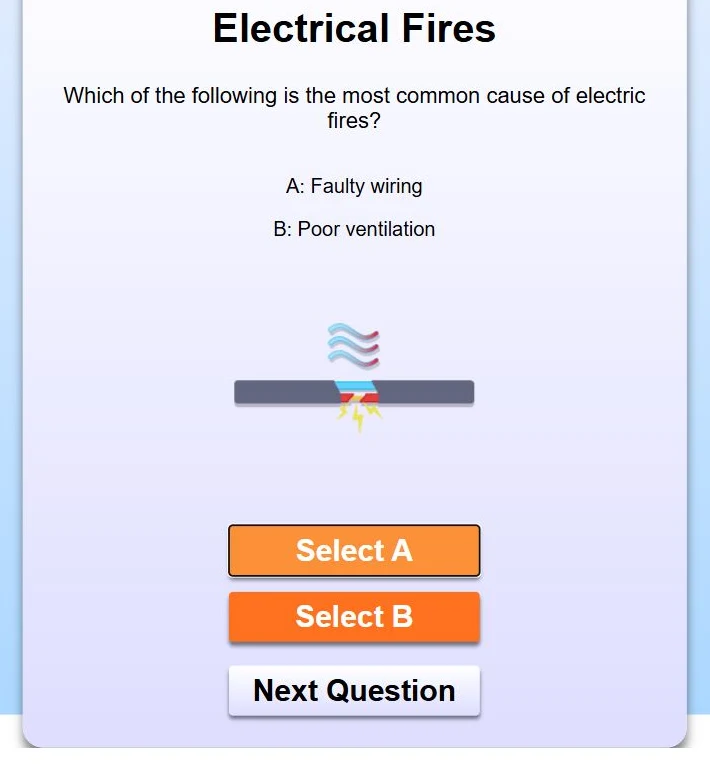 Electrical Fires
Which of the following is the most common cause of electric
fires?
A: Faulty wiring
B: Poor ventilation
Select A
Select B
Next Question